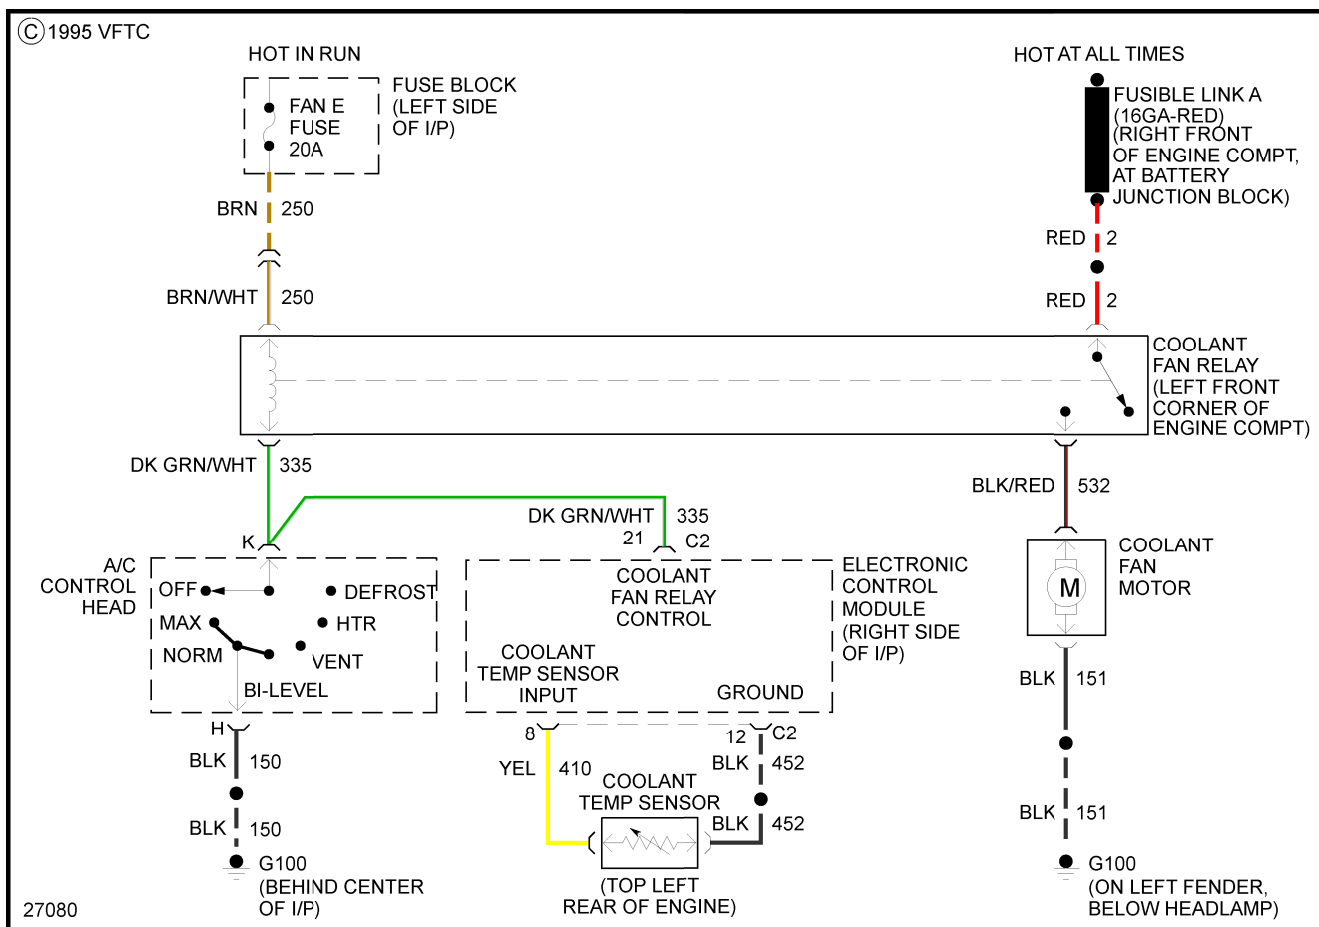 © 1995 VFTC
HOT IN RUN
HOT AT ALL TIMES
FAN E
FUSE
20A
FUSE BLOCK
(LEFT SIDE
OF I/P)
FUSIBLE LINK A
(16GA-RED)
(RIGHT FRONT
OF ENGINE COMPT,
AT BATTERY
JUNCTION BLOCK)
BRN 250
RED 2
BRN/WHT 250
RED 2
COOLANT
FAN RELAY
(LEFT FRONT
CORNER OF
ENGINE COMPT)
DK GRN/WHT 335
BLK/RED 532
DK GRN/WHT 335
21 C2
K
A/C
CONTROL
HEAD
OFF
MAX
NORM
BI-LEVEL
VENT
HTR
DEFROST
COOLANT
FAN RELAY
CONTROL
COOLANT
TEMP SENSOR
INPUT
GROUND
ELECTRONIC
CONTROL
MODULE
(RIGHT SIDE
OF I/P)
COOLANT
FAN
MOTOR
M
H
8
12 C2
BLK 150
YEL 410
BLK 452
BLK 151
COOLANT
TEMP SENSOR
BLK 150
BLK 452
BLK 151
G100
(BEHIND CENTER
OF I/P)
(TOP LEFT
REAR OF ENGINE)
G100
(ON LEFT FENDER,
BELOW HEADLAMP)
27080